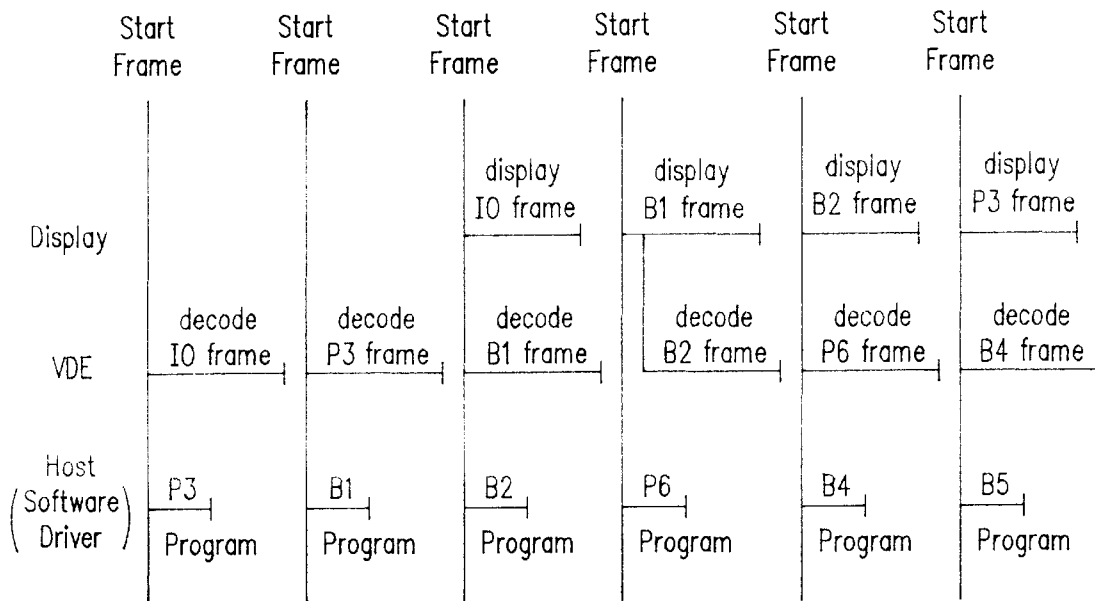 Start Start Start Start Start Start
Frame Frame Frame Frame Frame Frame
display display display display
I0 frame B1 frame B2 frame P3 frame
Display
decode decode decode decode decode decode
I0 frame P3 frame B1 frame B2 frame P6 frame B4 frame
VDE
Host
(Software
Driver)
P3 B1 B2 P6 B4 B5
Program Program Program Program Program Program